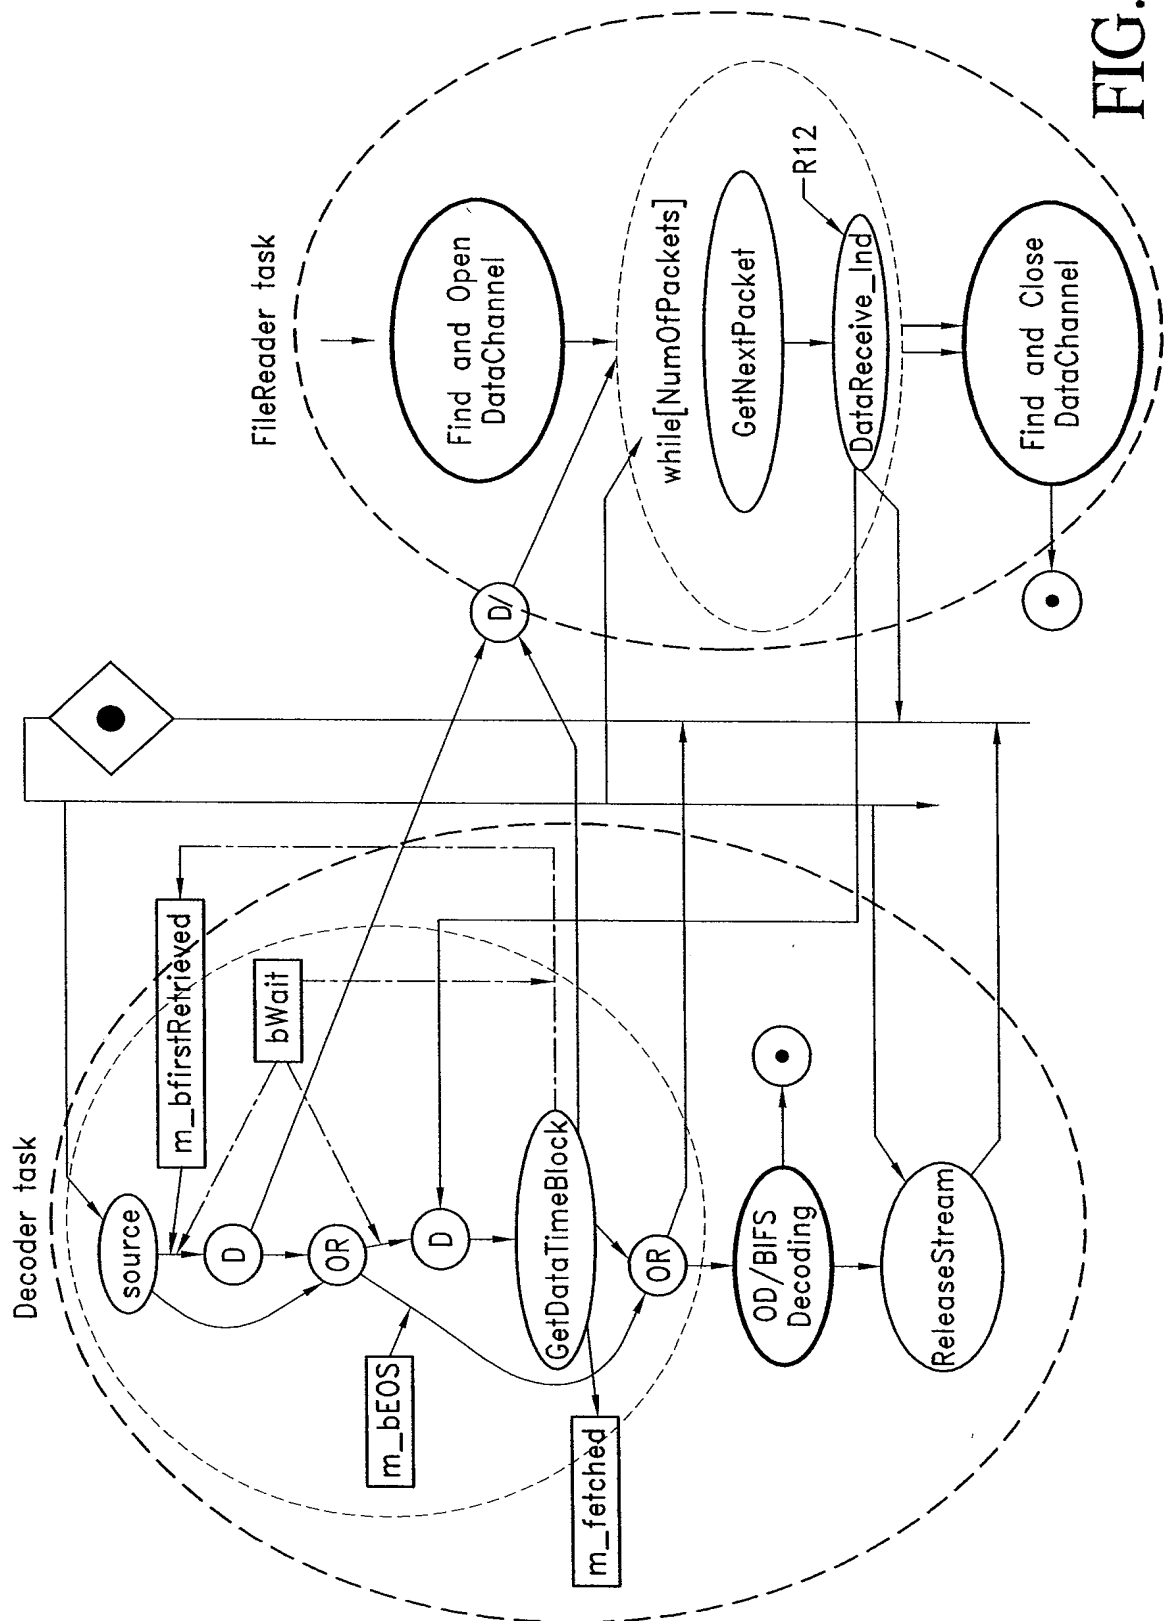 Decoder task
source
m_bfirstRetrieved
D
bWait
OR
m_bEOS
D
GetDataTimeBlock
m_fetched
OR
OD/BIFS
Decoding
ReleaseStream
FileReader task
Find and Open
DataChannel
D
while[NumOfPackets]
GetNextPacket
DataReceive_Ind
R12
Find and Close
DataChannel
FIG.